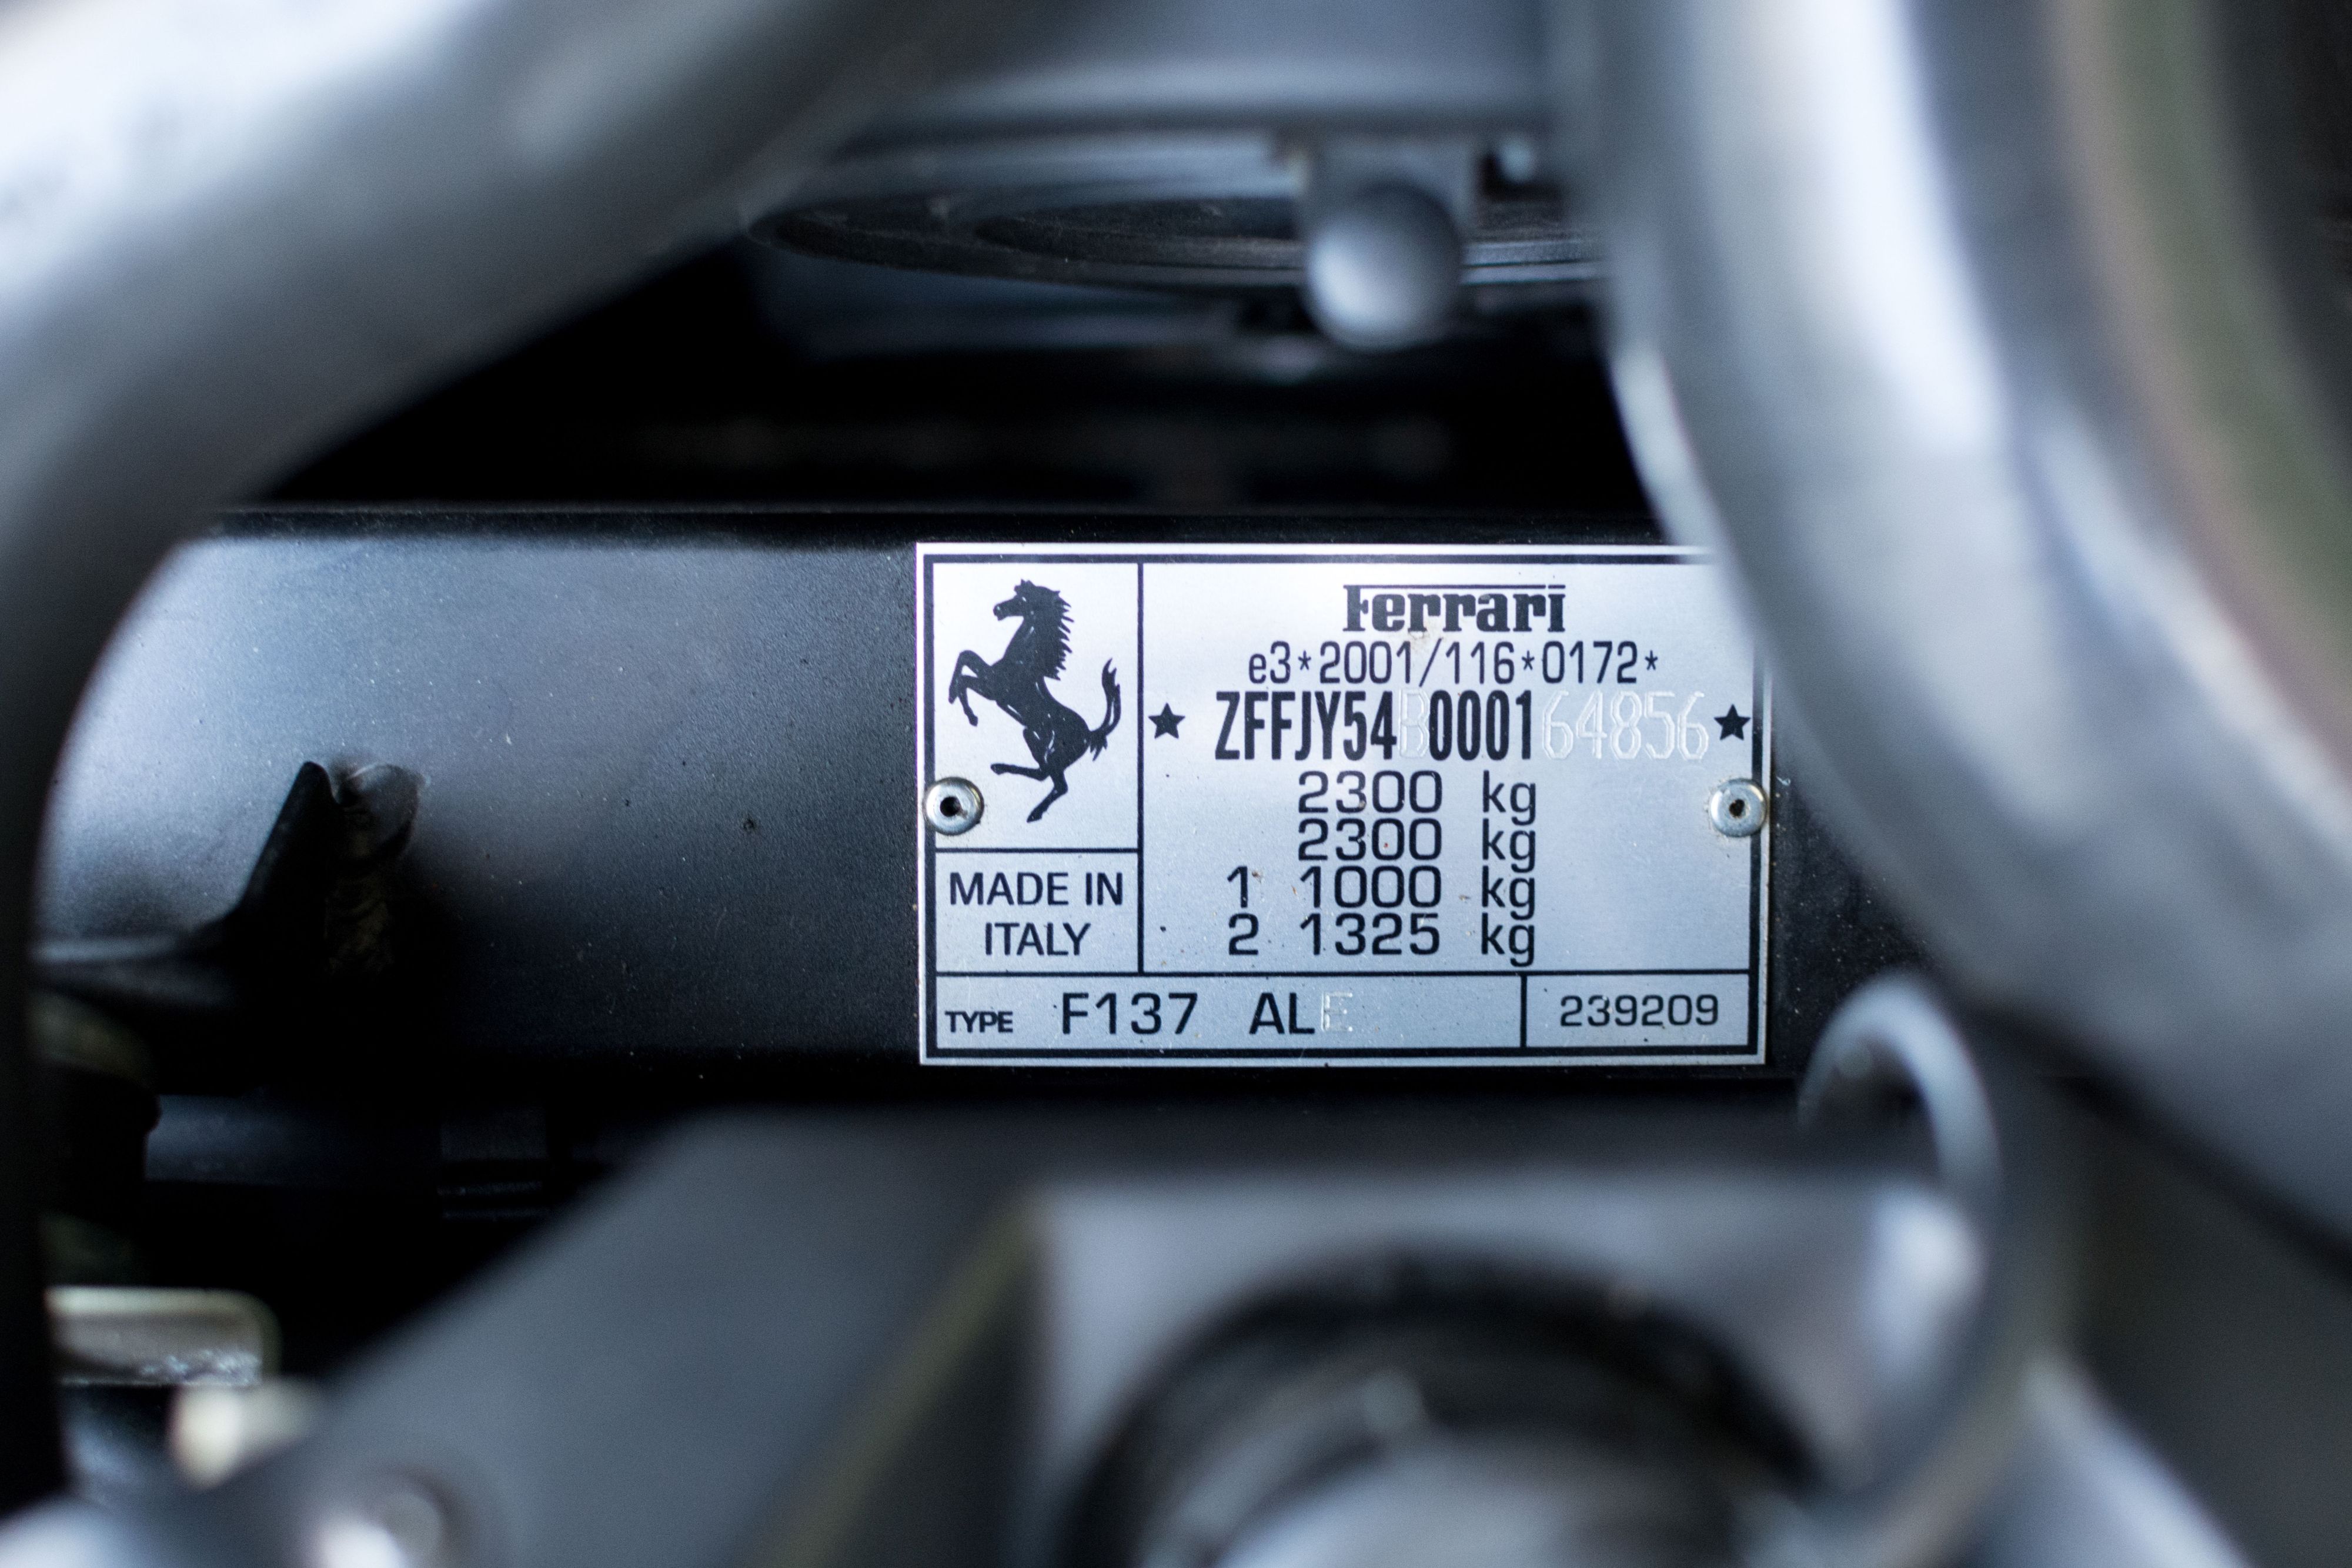 Ferrari
e3*2001/116*0172*
★ ZFFJY54B000164856 ★
2300 kg
2300 kg
1 1000 kg
2 1325 kg
MADE IN
ITALY
TYPE F137 ALE
239209